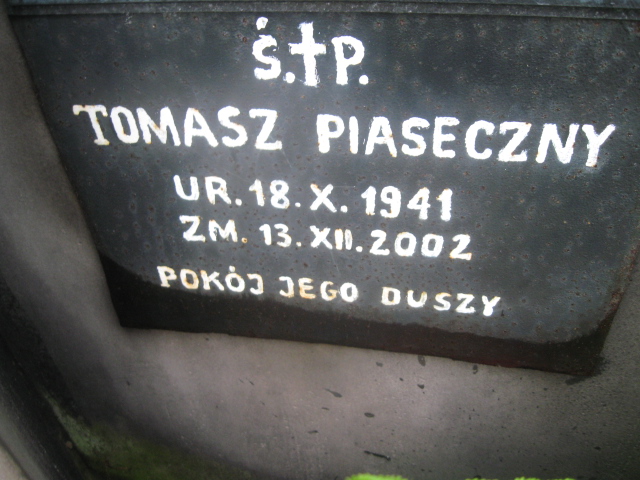 Ś.†P.
TOMASZ PIASECZNY
UR. 18. X. 1941
ZM. 13. XII. 2002
POKÓJ JEGO DUSZY